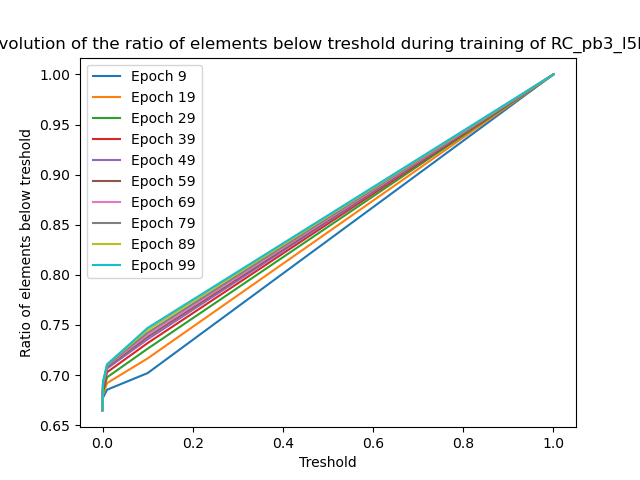 volution of the ratio of elements below treshold during training of RC_pb3_l5l
1.00
0.95
0.90
0.85
0.80
0.75
0.70
0.65
Ratio of elements below treshold
Epoch 9
Epoch 19
Epoch 29
Epoch 39
Epoch 49
Epoch 59
Epoch 69
Epoch 79
Epoch 89
Epoch 99
0.0 0.2 0.4 0.6 0.8 1.0
Treshold